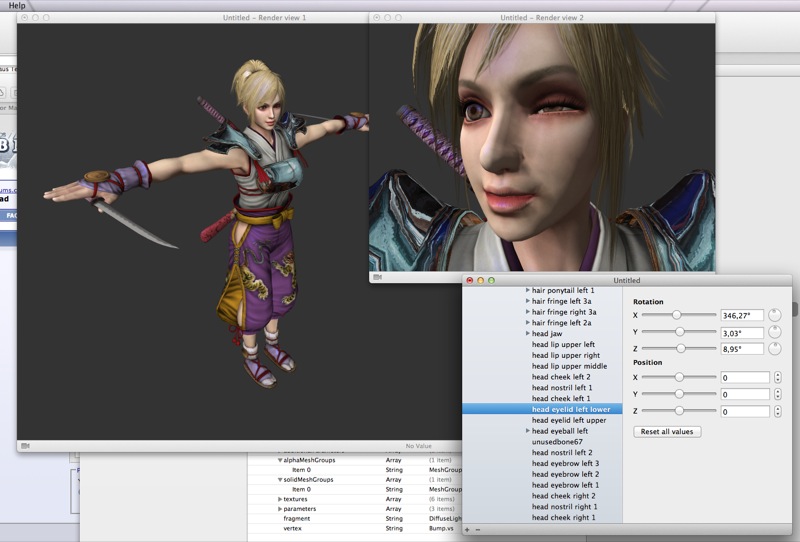 Help
Untitled – Render view 1
Untitled – Render view 2
No Value
alphaMeshGroups Array (1 item)
Item 0 String MeshGroup
solidMeshGroups Array (1 item)
Item 0 String MeshGroup
textures Array (6 items)
parameters Array (3 items)
fragment String DiffuseLigh
vertex String Bump.vs
Untitled
hair ponytail left 1
hair fringe left 3a
hair fringe right 3a
hair fringe left 2a
head jaw
head lip upper left
head lip upper right
head lip upper middle
head cheek left 2
head nostril left 1
head cheek left 1
head eyelid left lower
head eyelid left upper
head eyeball left
unusedbone67
head nostril left 2
head eyebrow left 3
head eyebrow left 2
head eyebrow left 1
head cheek right 2
head nostril right 1
head cheek right 1
+ −
Rotation
X 346,27°
Y 3,03°
Z 8,95°
Position
X 0
Y 0
Z 0
Reset all values